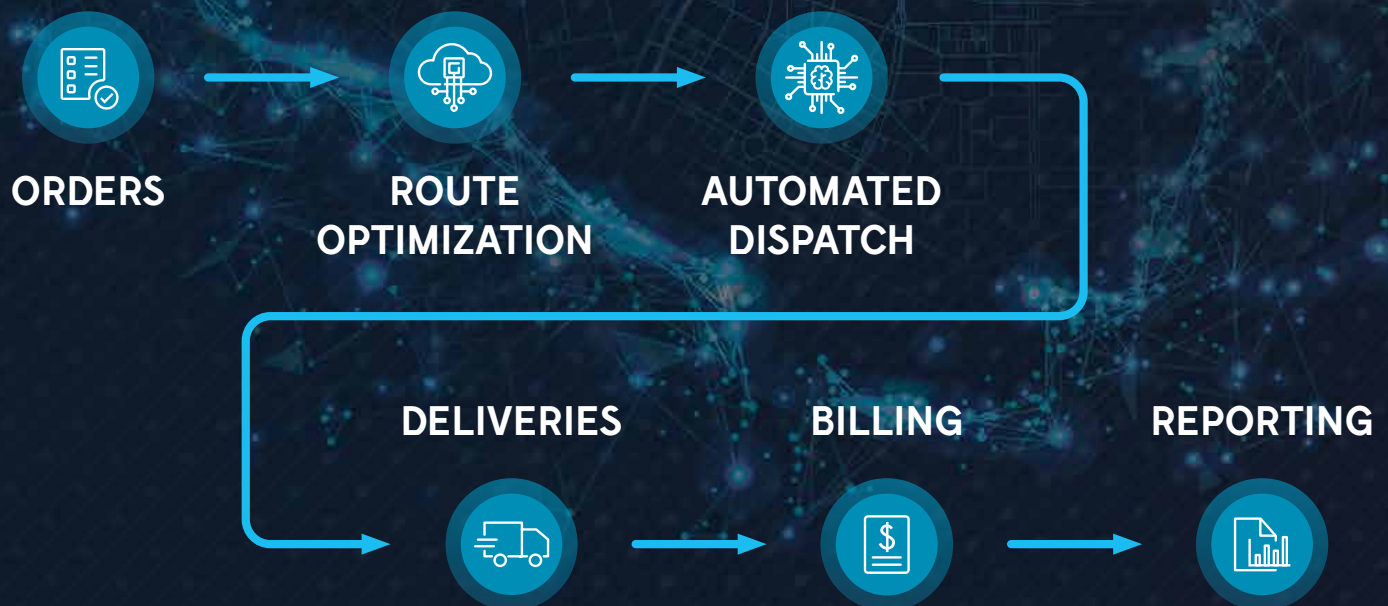 ORDERS
ROUTE
OPTIMIZATION
AUTOMATED
DISPATCH
DELIVERIES
BILLING
REPORTING
$